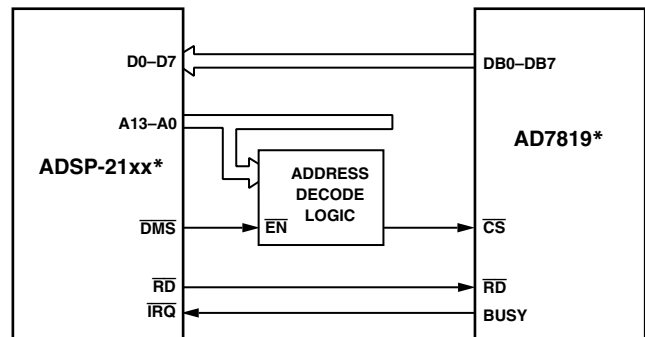 D0–D7
DB0–DB7
A13–A0
ADSP-21xx*
AD7819*
ADDRESS
DECODE
LOGIC
DMS
EN
CS
RD
RD
IRQ
BUSY